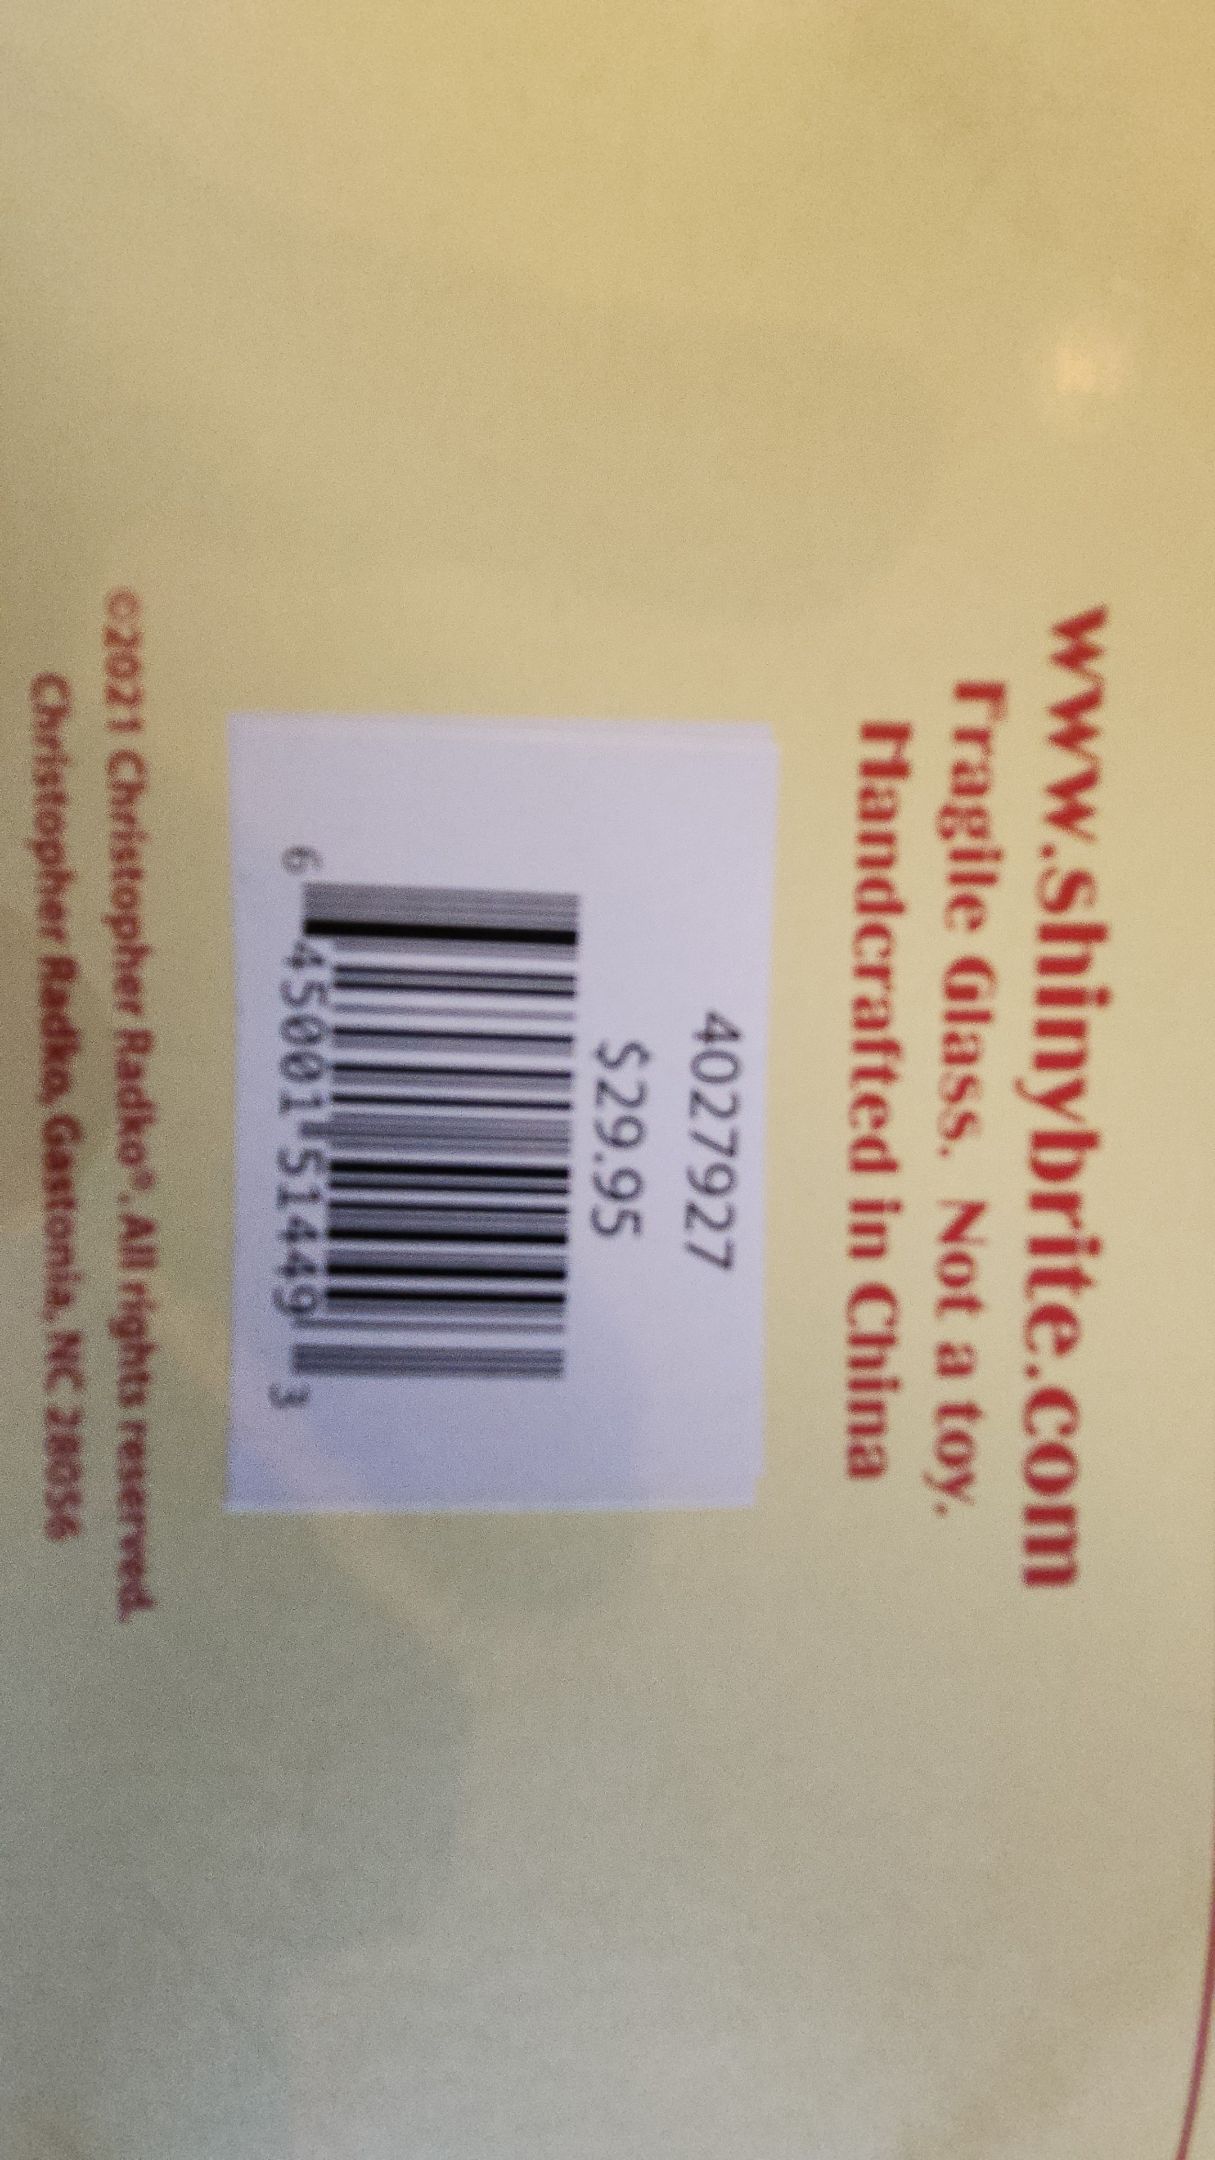 www.shinybrite.com
Fragile Glass. Not a toy.
Handcrafted in China
4027927
$29.95
6 45001 51449 3
©2021 Christopher Radko®. All rights reserved.
Christopher Radko, Gastonia, NC 28056